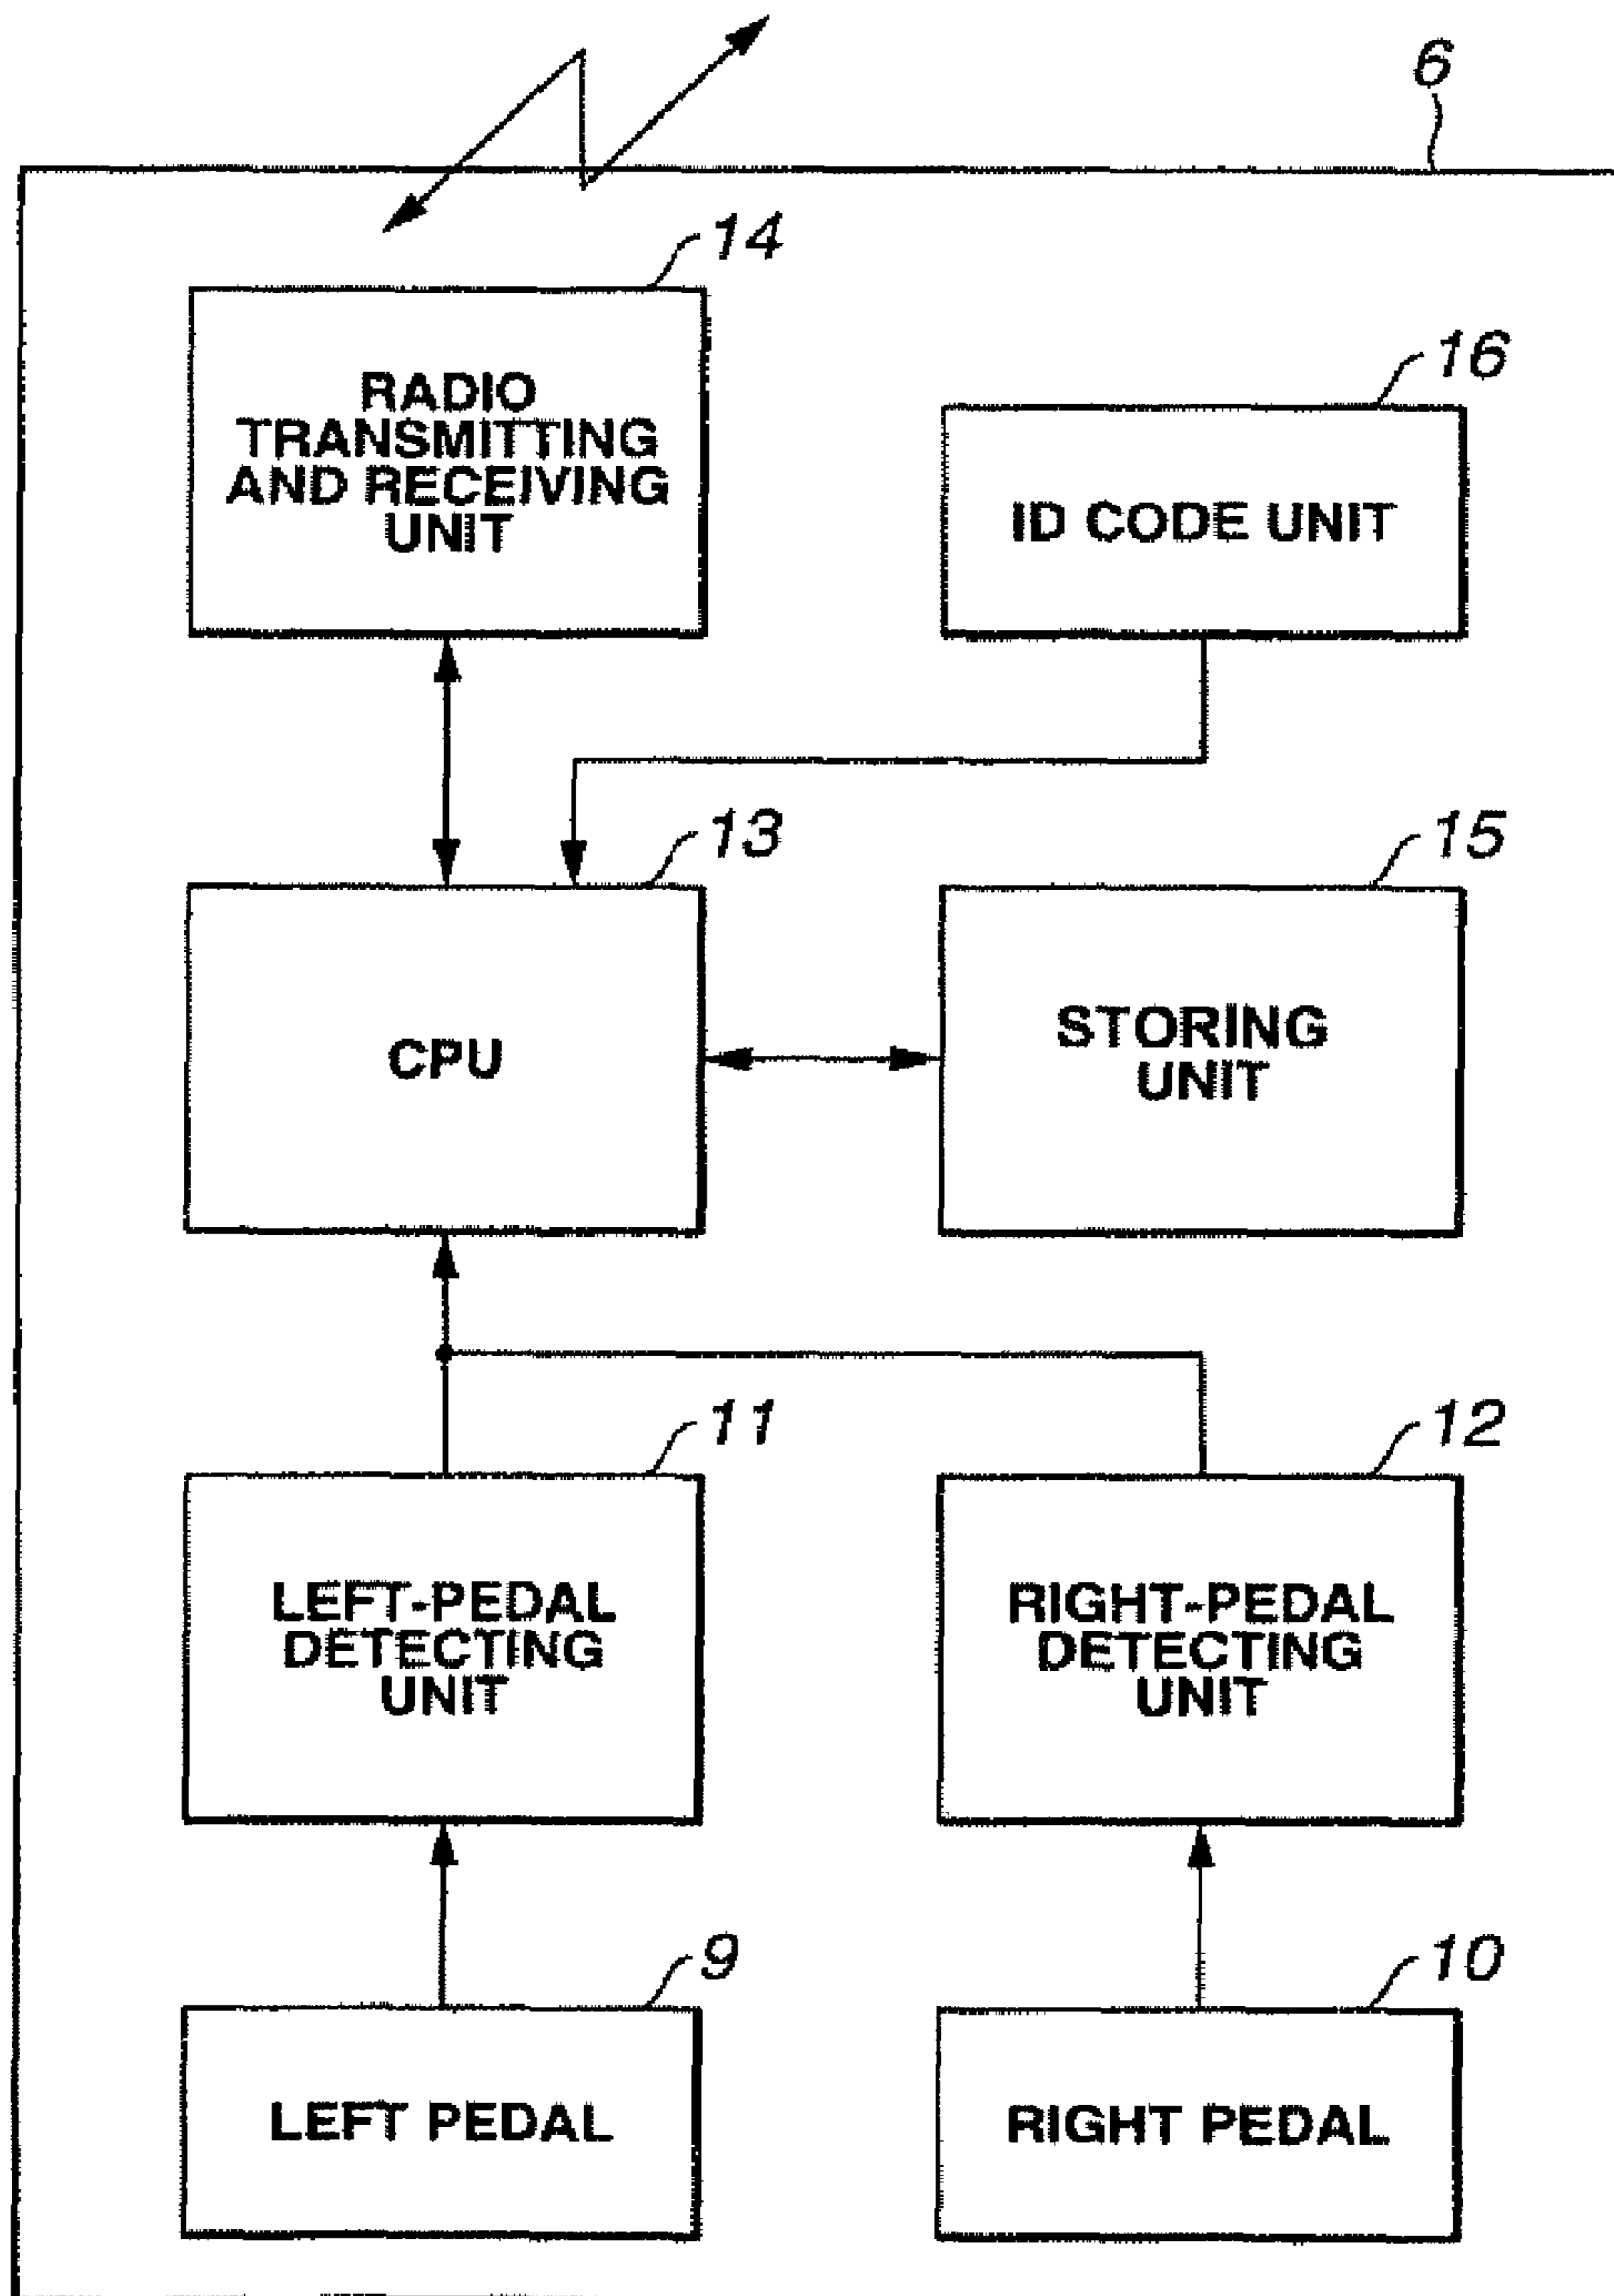 6
14
RADIO
TRANSMITTING
AND RECEIVING
UNIT
16
ID CODE UNIT
13
CPU
15
STORING
UNIT
11
LEFT-PEDAL
DETECTING
UNIT
12
RIGHT-PEDAL
DETECTING
UNIT
9
LEFT PEDAL
10
RIGHT PEDAL